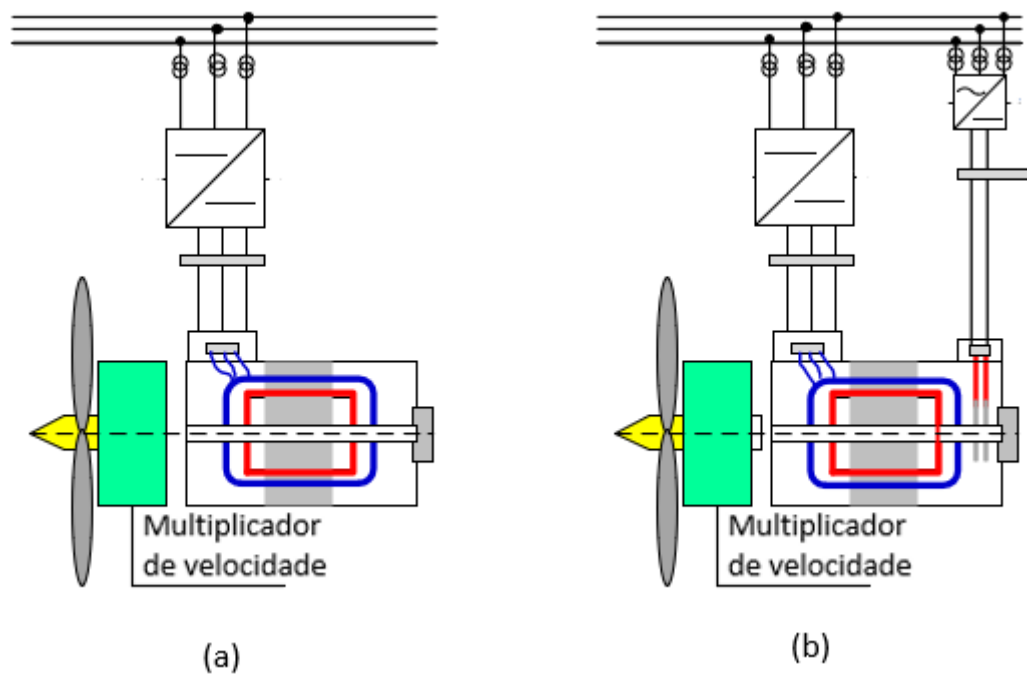 Multiplicador
de velocidade
Multiplicador
de velocidade
(a)
(b)